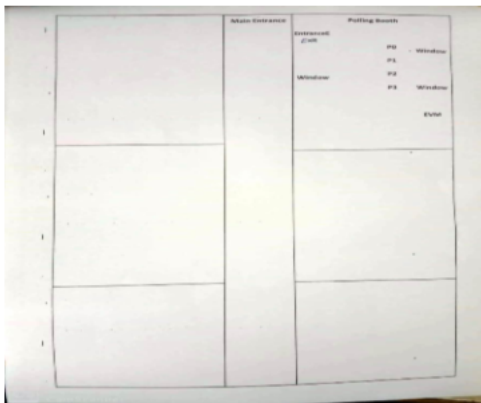 Main Entrance
Polling Booth
Entrance&
/Exit
P0
Window
P1
Window
P2
P3
Window
EVM